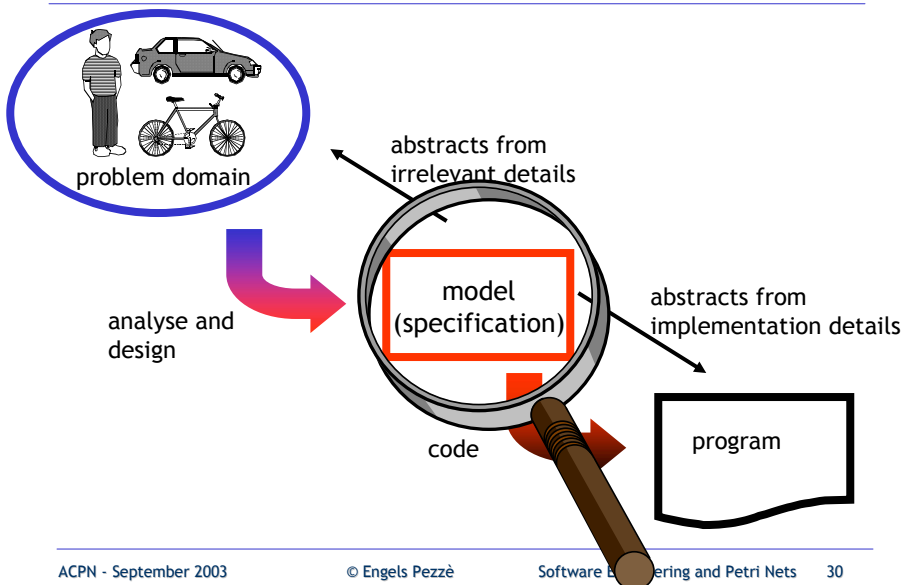 problem domain
abstracts from
irrelevant details
analyse and
design
model
(specification)
abstracts from
implementation details
code
program
ACPN - September 2003
© Engels Pezzè
Software E ering and Petri Nets
30